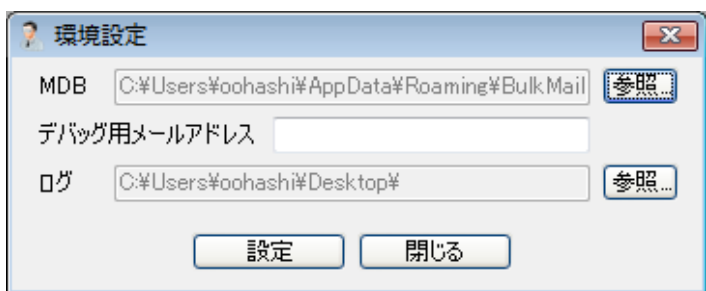 環境設定
MDB C:¥Users¥oohashi¥AppData¥Roaming¥BulkMail 参照...
デバッグ用メールアドレス
ログ C:¥Users¥oohashi¥Desktop¥ 参照...
設定 閉じる